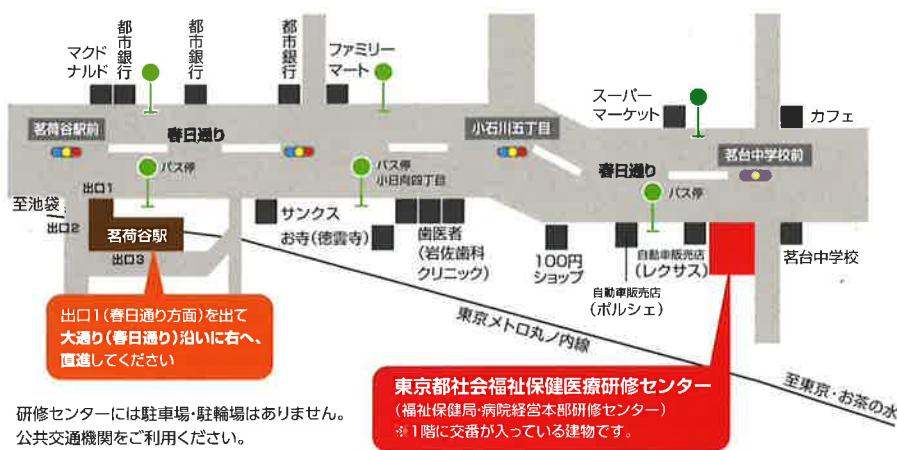 マクド
ナルド
都市銀行
都市銀行
都市銀行
ファミリー
マート
スーパー
マーケット
カフェ
茗荷谷駅前
春日通り
小石川五丁目
春日通り
茗台中学校前
バス停
バス停
小日向四丁目
バス停
出口1
至池袋
出口2
茗荷谷駅
出口3
サンクス
お寺(徳雲寺)
歯医者
(岩佐歯科
クリニック)
100円
ショップ
自動車販売店
(レクサス)
自動車販売店
(ポルシェ)
茗台中学校
出口1(春日通り方面)を出て
大通り(春日通り)沿いに右へ、
直進してください
東京メトロ丸ノ内線
至東京・お茶の水
東京都社会福祉保健医療研修センター
(福祉保健局・病院経営本部研修センター)
※1階に交番が入っている建物です。
研修センターには駐車場・駐輪場はありません。
公共交通機関をご利用ください。